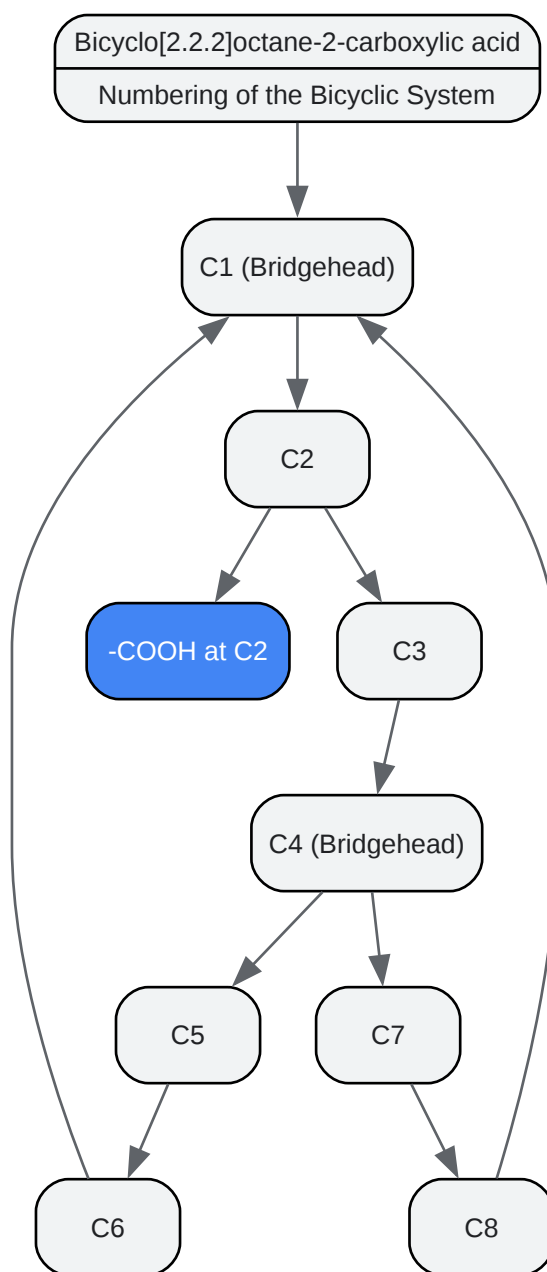 Bicyclo[2.2.2]octane-2-carboxylic acid
Numbering of the Bicyclic System
C1 (Bridgehead)
C2
-COOH at C2
C3
C4 (Bridgehead)
C5
C7
C6
C8